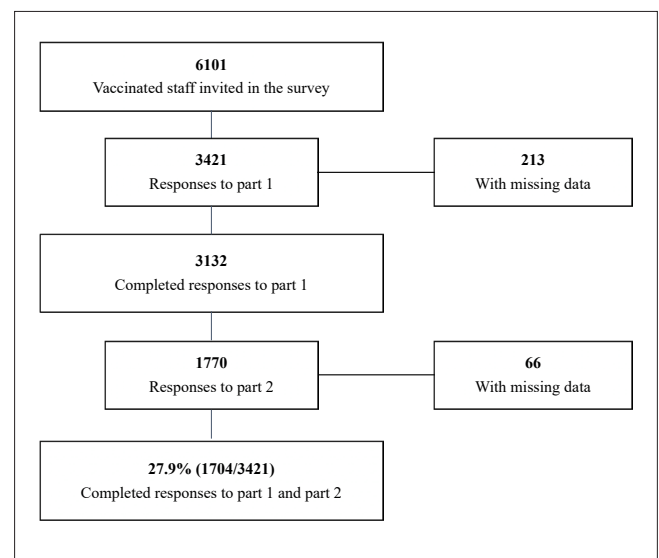 6101
Vaccinated staff invited in the survey
3421
Responses to part 1
213
With missing data
3132
Completed responses to part 1
1770
Responses to part 2
66
With missing data
27.9% (1704/3421)
Completed responses to part 1 and part 2